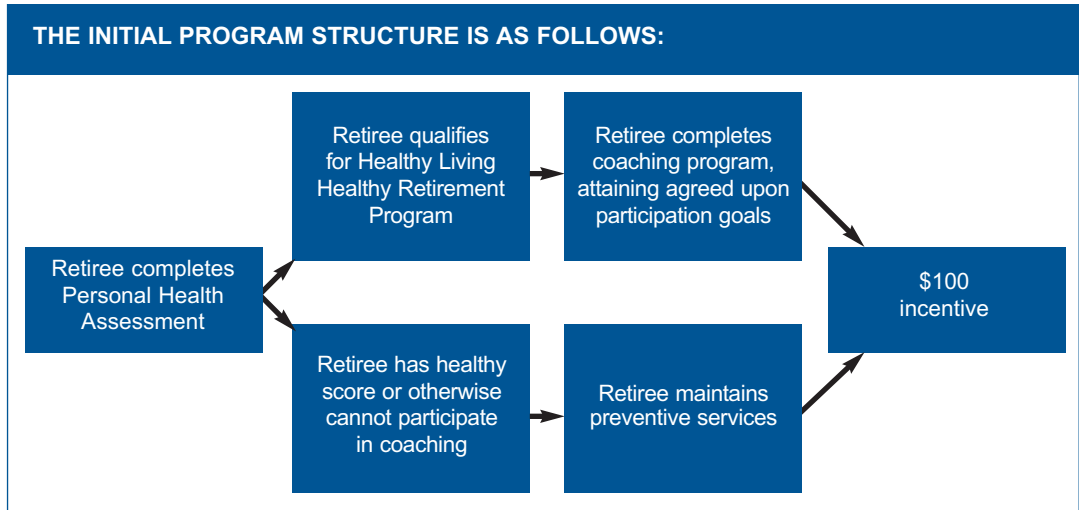 THE INITIAL PROGRAM STRUCTURE IS AS FOLLOWS:
Retiree completes
Personal Health
Assessment
Retiree qualifies
for Healthy Living
Healthy Retirement
Program
Retiree completes
coaching program,
attaining agreed upon
participation goals
Retiree has healthy
score or otherwise
cannot participate
in coaching
Retiree maintains
preventive services
$100
incentive